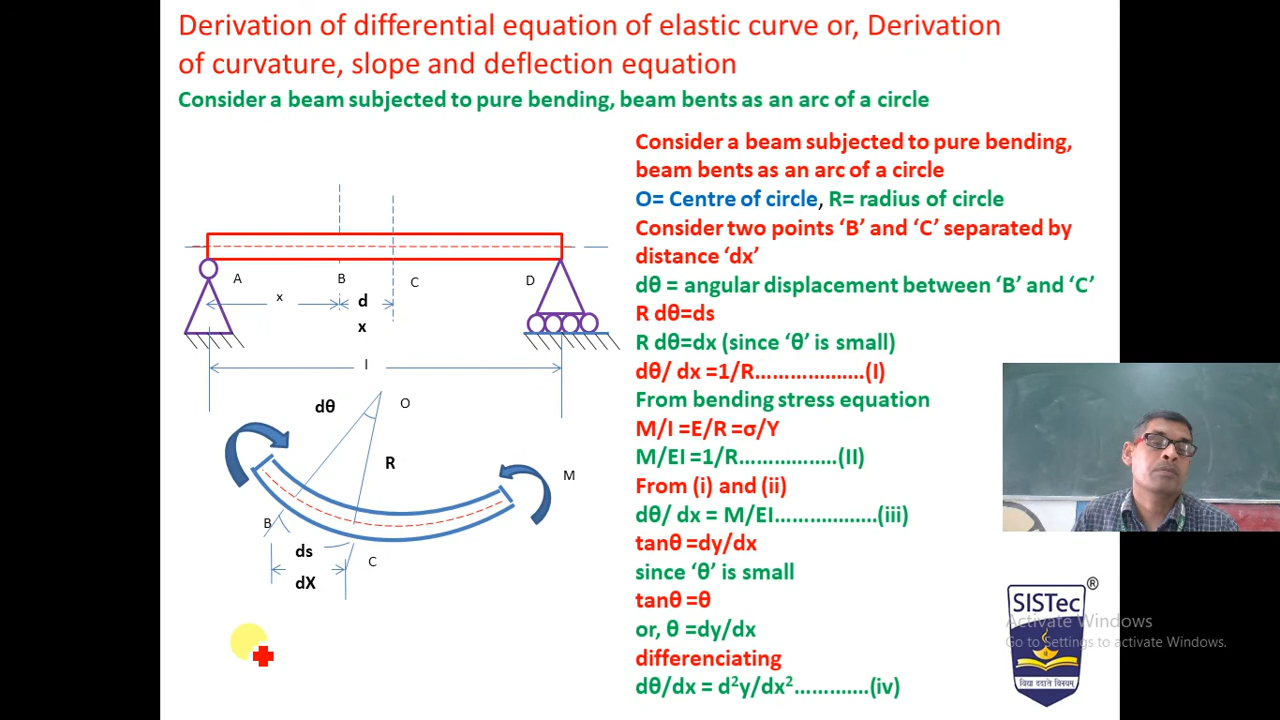 Derivation of differential equation of elastic curve or, Derivation
of curvature, slope and deflection equation
Consider a beam subjected to pure bending, beam bents as an arc of a circle
Consider a beam subjected to pure bending,
beam bents as an arc of a circle
O= Centre of circle, R= radius of circle
Consider two points ‘B’ and ‘C’ separated by
distance ‘dx’
dθ = angular displacement between ‘B’ and ‘C’
R dθ=ds
R dθ=dx (since ‘θ’ is small)
dθ/ dx =1/R...................(I)
From bending stress equation
M/I =E/R =σ/Y
M/EI =1/R.................(II)
From (i) and (ii)
dθ/ dx = M/EI.................(iii)
tanθ =dy/dx
since ‘θ’ is small
tanθ =θ
or, θ =dy/dx
differenciating
dθ/dx = d²y/dx²............(iv)
A
B
C
D
x
d
x
l
dθ
O
R
M
B
ds
C
dX
SISTec
®
विद्या ददाति विनयम्
Activate Windows
Go to Settings to activate Windows.